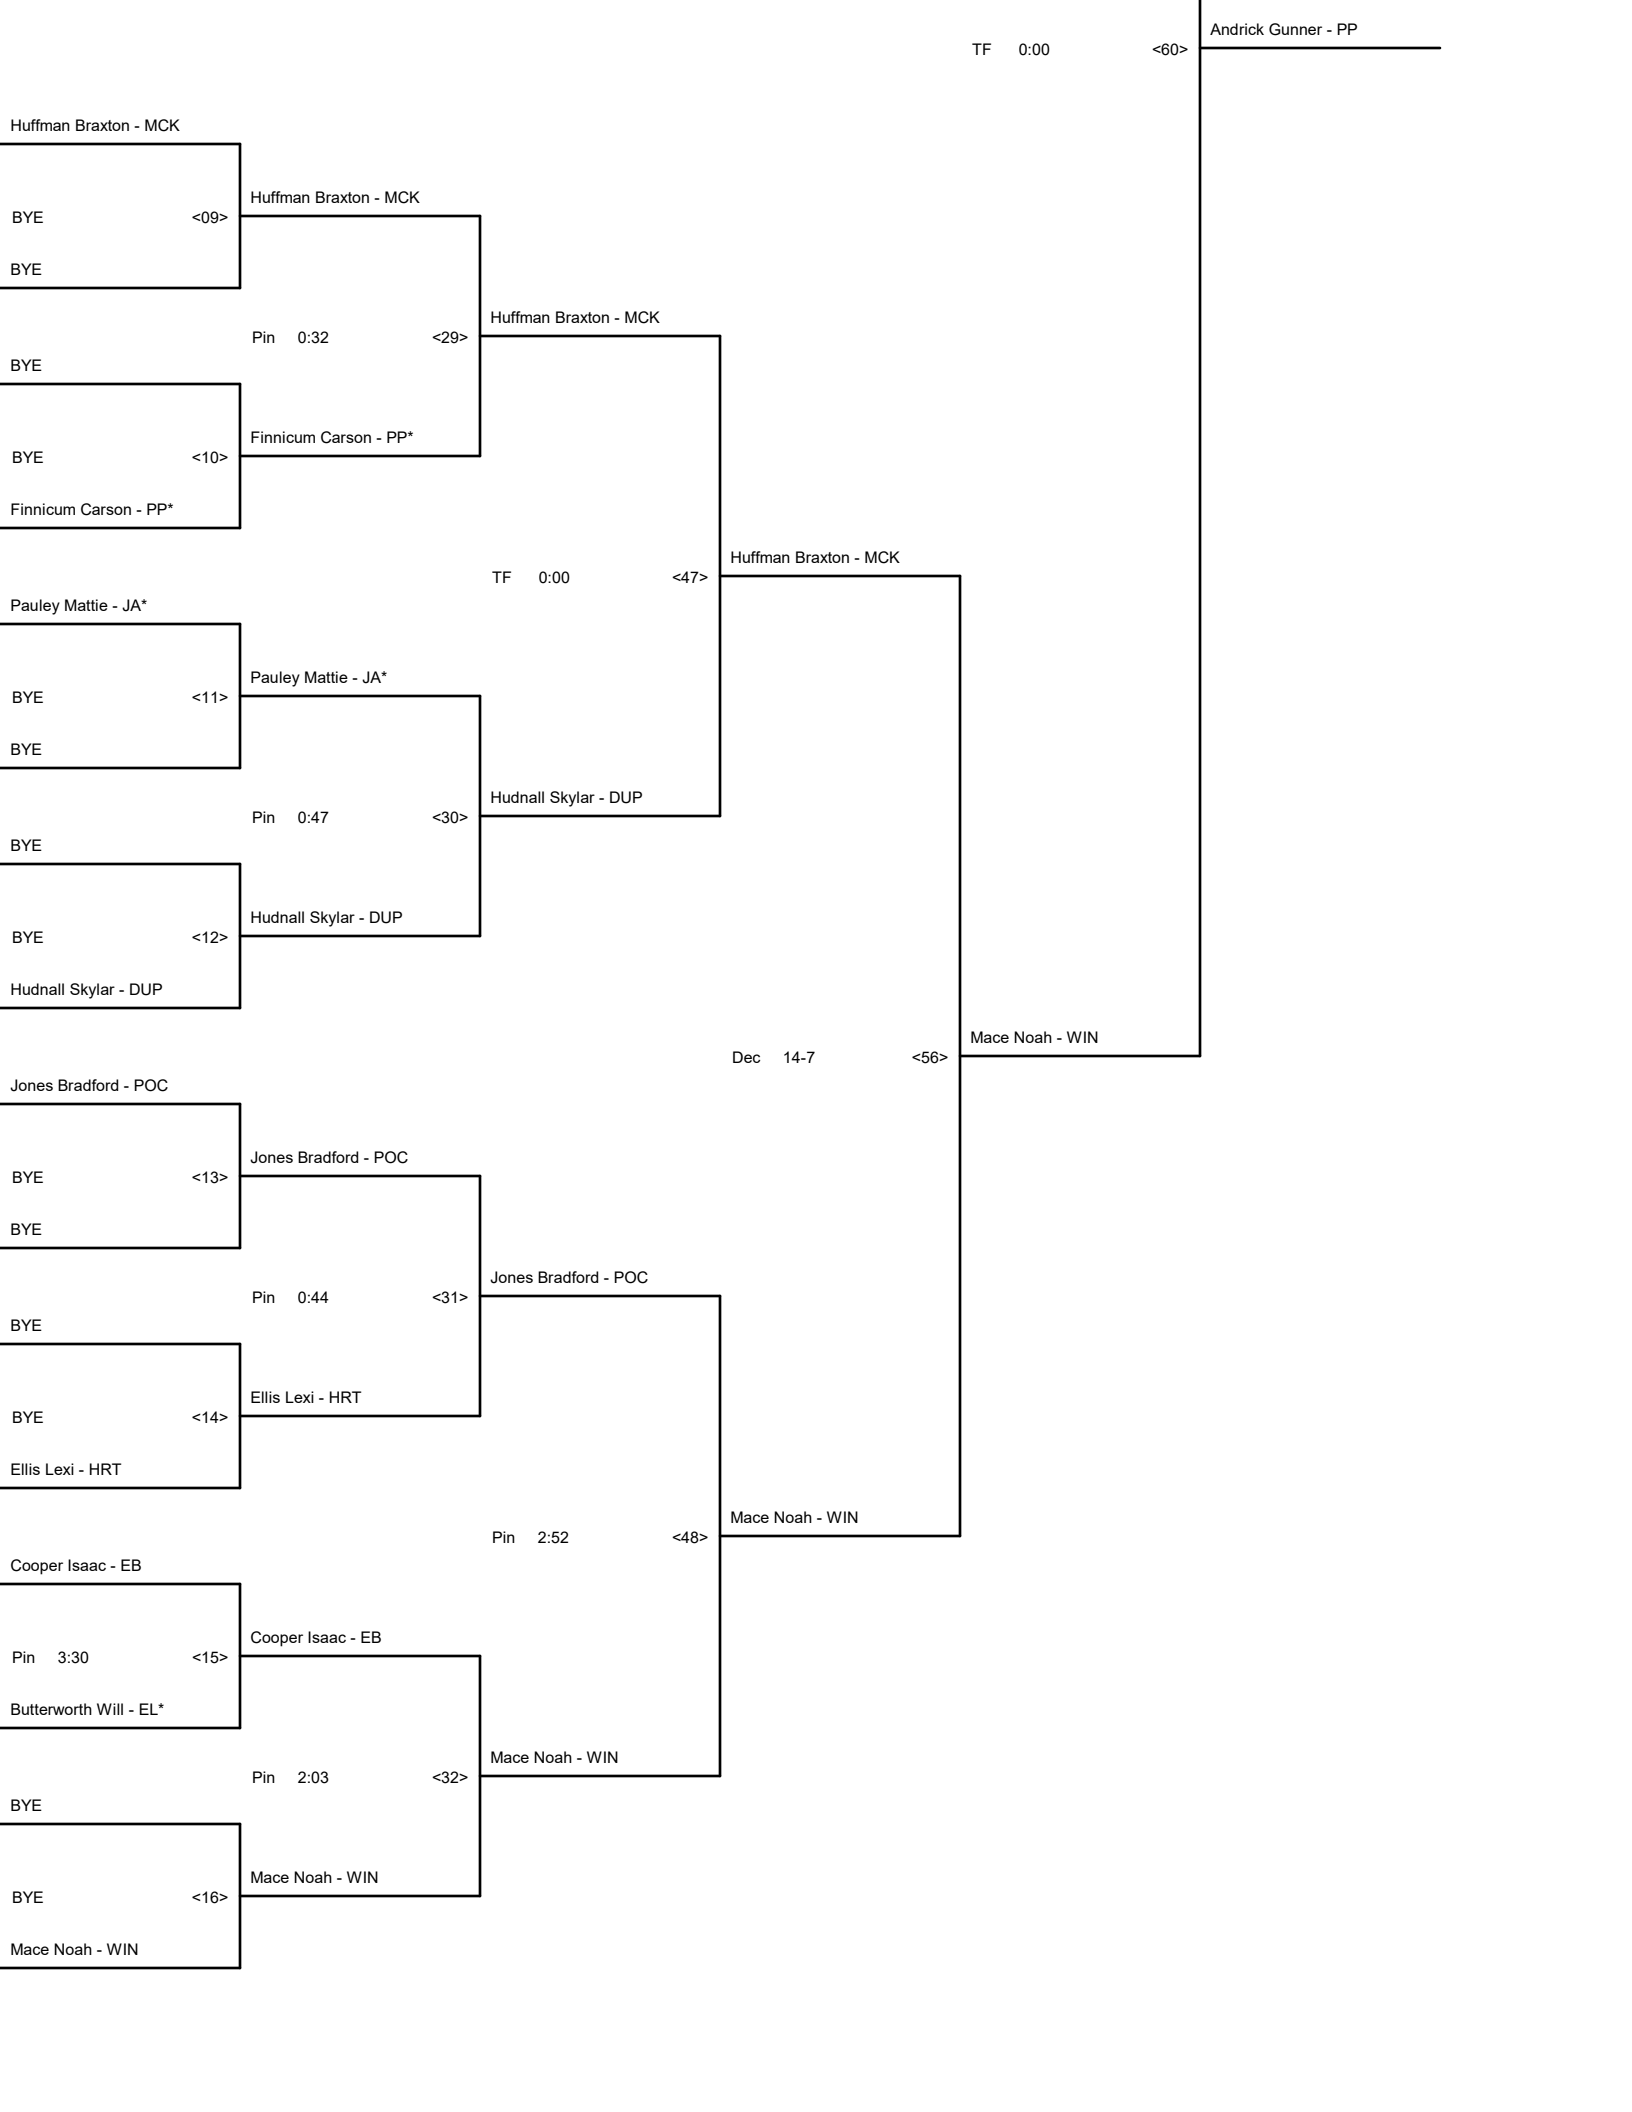 Andrick Gunner - PP
TF 0:00 <60>
Huffman Braxton - MCK
Huffman Braxton - MCK
BYE <09>
BYE
Huffman Braxton - MCK
Pin 0:32 <29>
BYE
Finnicum Carson - PP*
BYE <10>
Finnicum Carson - PP*
Huffman Braxton - MCK
TF 0:00 <47>
Pauley Mattie - JA*
Pauley Mattie - JA*
BYE <11>
BYE
Hudnall Skylar - DUP
Pin 0:47 <30>
BYE
Hudnall Skylar - DUP
BYE <12>
Hudnall Skylar - DUP
Mace Noah - WIN
Dec 14-7 <56>
Jones Bradford - POC
Jones Bradford - POC
BYE <13>
BYE
Jones Bradford - POC
Pin 0:44 <31>
BYE
Ellis Lexi - HRT
BYE <14>
Ellis Lexi - HRT
Mace Noah - WIN
Pin 2:52 <48>
Cooper Isaac - EB
Cooper Isaac - EB
Pin 3:30 <15>
Butterworth Will - EL*
Mace Noah - WIN
Pin 2:03 <32>
BYE
Mace Noah - WIN
BYE <16>
Mace Noah - WIN